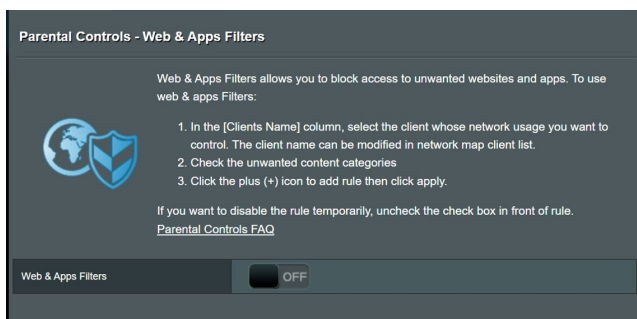 Parental Controls - Web & Apps Filters
Web & Apps Filters allows you to block access to unwanted websites and apps. To use
web & apps Filters:
1. In the [Clients Name] column, select the client whose network usage you want to
control. The client name can be modified in network map client list.
2. Check the unwanted content categories
3. Click the plus (+) icon to add rule then click apply.
If you want to disable the rule temporarily, uncheck the check box in front of rule.
Parental Controls FAQ
Web & Apps Filters OFF